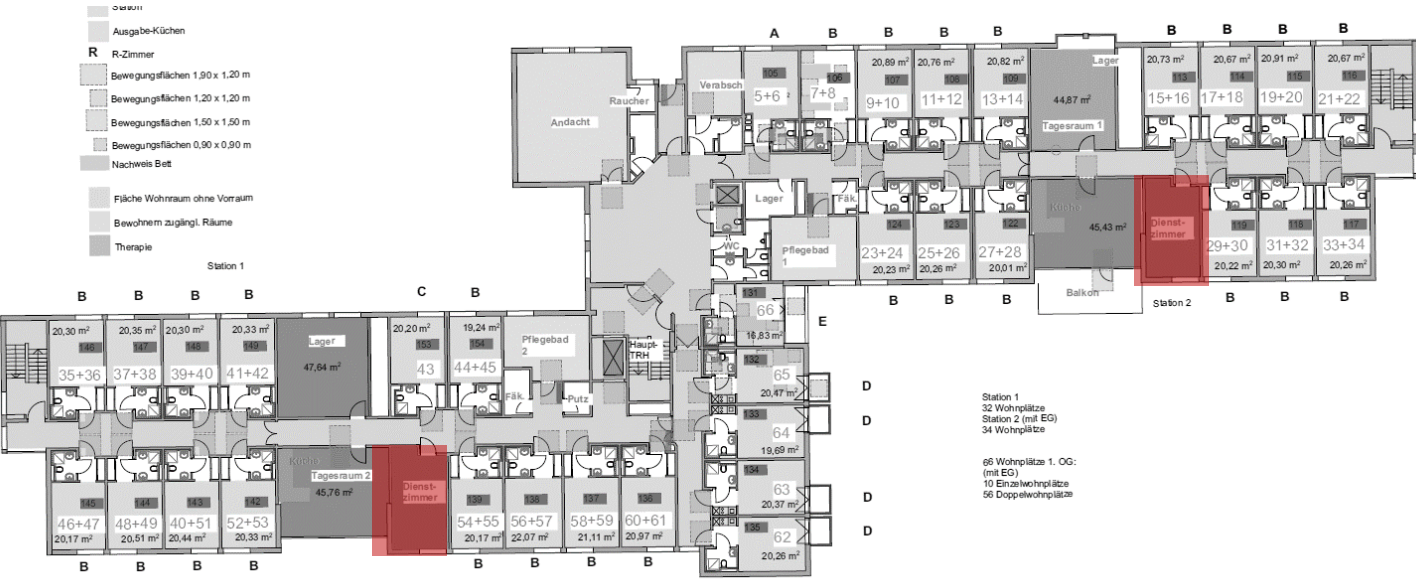 Station
Ausgabe-Küchen
R R-Zimmer
Bewegungsflächen 1,90 x 1,20 m
Bewegungsflächen 1,20 x 1,20 m
Bewegungsflächen 1,50 x 1,50 m
Bewegungsflächen 0,90 x 0,90 m
Nachweis Bett
Fläche Wohnraum ohne Vorraum
Bewohnern zugängl. Räume
Therapie
Station 1
A B B B B B B B B
Andacht
Raucher
Verabsch
105
5+6
106
7+8
20,89 m²
107
9+10
20,76 m²
108
11+12
20,82 m²
109
13+14
Lager
44,87 m²
Tagesraum 1
20,73 m²
113
15+16
20,67 m²
114
17+18
20,91 m²
115
19+20
20,67 m²
116
21+22
Lager
Fäk.
WC
Pflegebad
1
124
23+24
20,23 m²
123
25+26
20,26 m²
122
27+28
20,01 m²
Küche
45,43 m²
Dienst-
zimmer
119
29+30
20,22 m²
118
31+32
20,30 m²
117
33+34
20,26 m²
Balkon
Station 2
B B B B B B
B B B B C B
20,30 m²
146
35+36
20,35 m²
147
37+38
20,30 m²
148
39+40
20,33 m²
149
41+42
Lager
47,64 m²
20,20 m²
153
43
19,24 m²
154
44+45
Pflegebad
2
Fäk.
Putz
Haupt-
TRH
131
66
16,83 m²
E
132
65
20,47 m²
D
133
64
19,69 m²
D
134
63
20,37 m²
D
135
62
20,26 m²
D
145
46+47
20,17 m²
144
48+49
20,51 m²
143
40+51
20,44 m²
142
52+53
20,33 m²
Küche
Tagesraum 2
45,76 m²
Dienst-
zimmer
139
54+55
20,17 m²
138
56+57
22,07 m²
137
58+59
21,11 m²
136
60+61
20,97 m²
B B B B B B B B
Station 1
32 Wohnplätze
Station 2 (mit EG)
34 Wohnplätze
66 Wohnplätze 1. OG:
(mit EG)
10 Einzelwohnplätze
56 Doppelwohnplätze